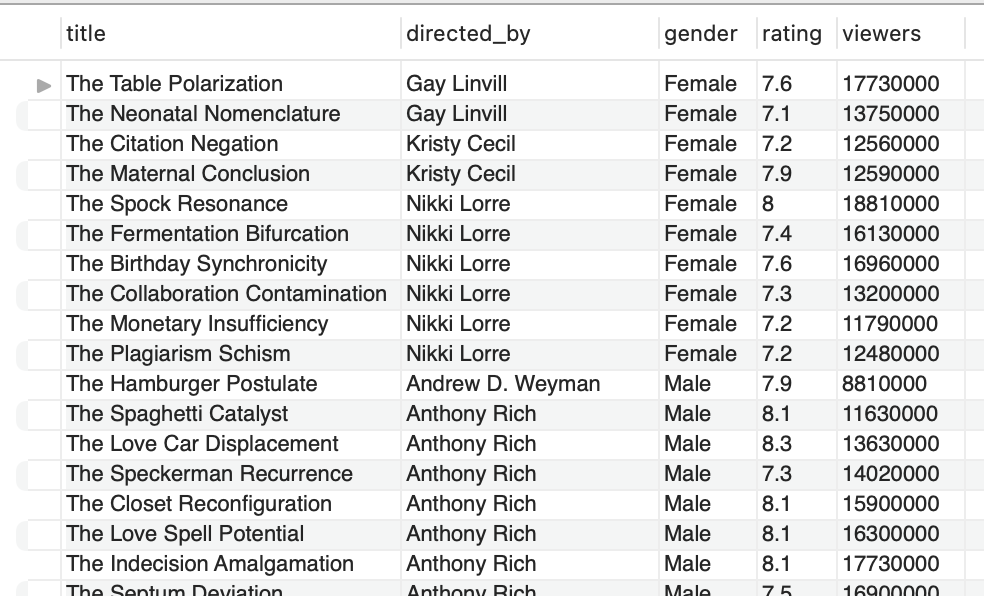 title directed_by gender rating viewers
The Table Polarization Gay Linvill Female 7.6 17730000
The Neonatal Nomenclature Gay Linvill Female 7.1 13750000
The Citation Negation Kristy Cecil Female 7.2 12560000
The Maternal Conclusion Kristy Cecil Female 7.9 12590000
The Spock Resonance Nikki Lorre Female 8 18810000
The Fermentation Bifurcation Nikki Lorre Female 7.4 16130000
The Birthday Synchronicity Nikki Lorre Female 7.6 16960000
The Collaboration Contamination Nikki Lorre Female 7.3 13200000
The Monetary Insufficiency Nikki Lorre Female 7.2 11790000
The Plagiarism Schism Nikki Lorre Female 7.2 12480000
The Hamburger Postulate Andrew D. Weyman Male 7.9 8810000
The Spaghetti Catalyst Anthony Rich Male 8.1 11630000
The Love Car Displacement Anthony Rich Male 8.3 13630000
The Speckerman Recurrence Anthony Rich Male 7.3 14020000
The Closet Reconfiguration Anthony Rich Male 8.1 15900000
The Love Spell Potential Anthony Rich Male 8.1 16300000
The Indecision Amalgamation Anthony Rich Male 8.1 17730000
The Septum Deviation Anthony Rich Male 7.5 16900000